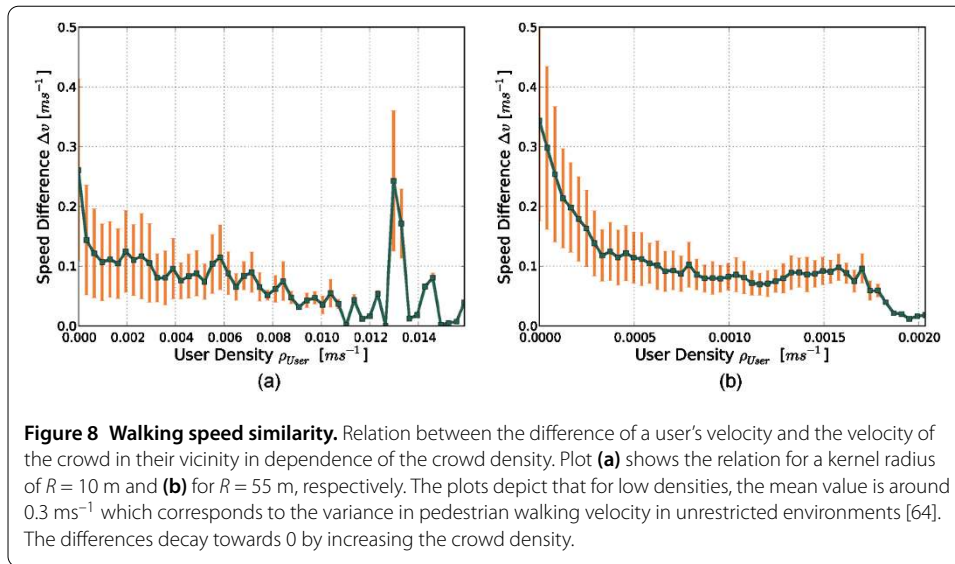 0.5
0.4
0.3
0.2
0.1
0.0
Speed Difference Δv [ms⁻¹]
0.000 0.002 0.004 0.006 0.008 0.010 0.012 0.014
User Density ρ_User [ms⁻¹]
(a)
0.5
0.4
0.3
0.2
0.1
0.0
Speed Difference Δv [ms⁻¹]
0.0000 0.0005 0.0010 0.0015 0.0020
User Density ρ_User [ms⁻¹]
(b)
Figure 8 Walking speed similarity. Relation between the difference of a user's velocity and the velocity of
the crowd in their vicinity in dependence of the crowd density. Plot (a) shows the relation for a kernel radius
of R = 10 m and (b) for R = 55 m, respectively. The plots depict that for low densities, the mean value is around
0.3 ms⁻¹ which corresponds to the variance in pedestrian walking velocity in unrestricted environments [64].
The differences decay towards 0 by increasing the crowd density.